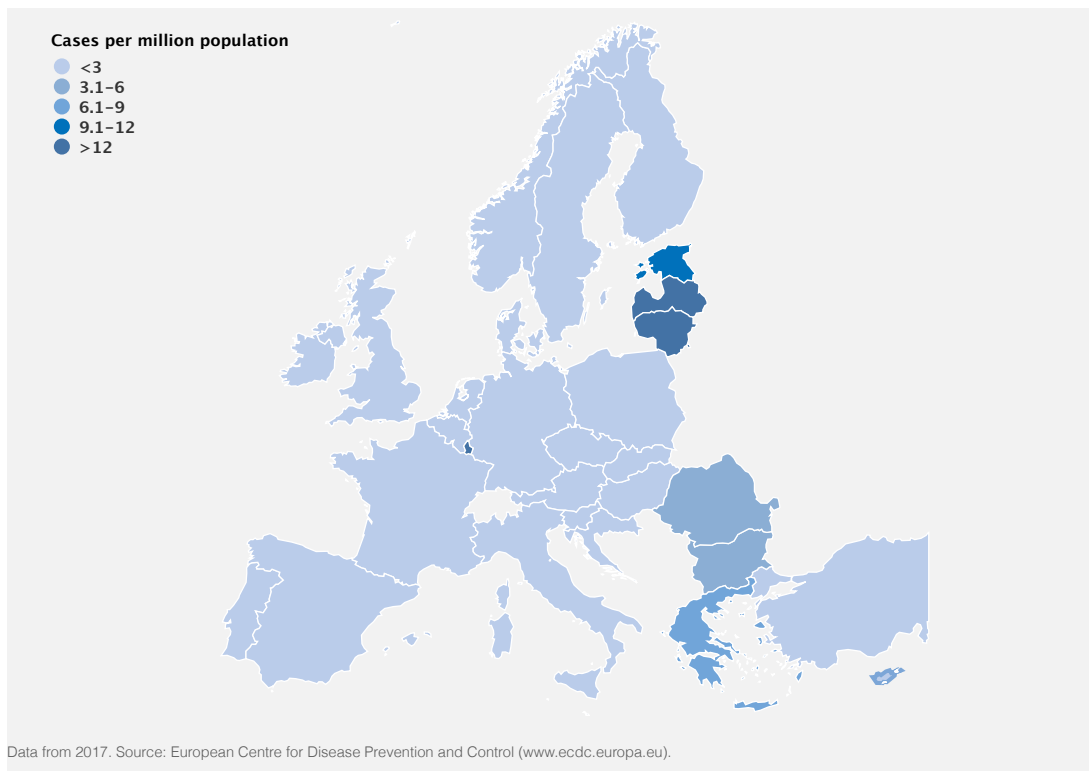 Cases per million population
<3
3.1–6
6.1–9
9.1–12
>12
Data from 2017. Source: European Centre for Disease Prevention and Control (www.ecdc.europa.eu).